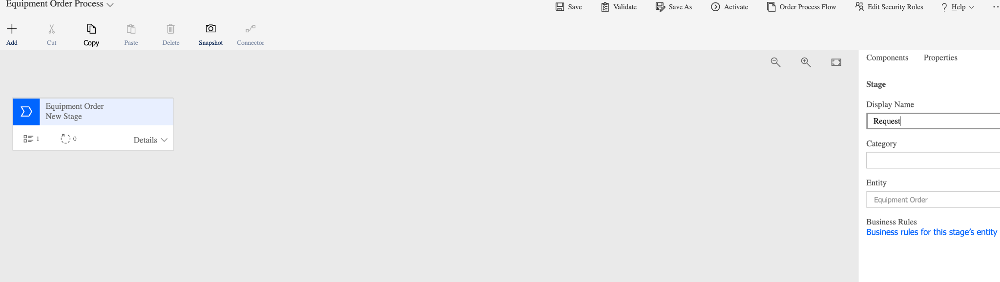 Equipment Order Process
Save
Validate
Save As
Activate
Order Process Flow
Edit Security Roles
? Help
Add
Cut
Copy
Paste
Delete
Snapshot
Connector
Components
Properties
Equipment Order
New Stage
1
0
Details
Stage
Display Name
Request
Category
Entity
Equipment Order
Business Rules
Business rules for this stage's entity